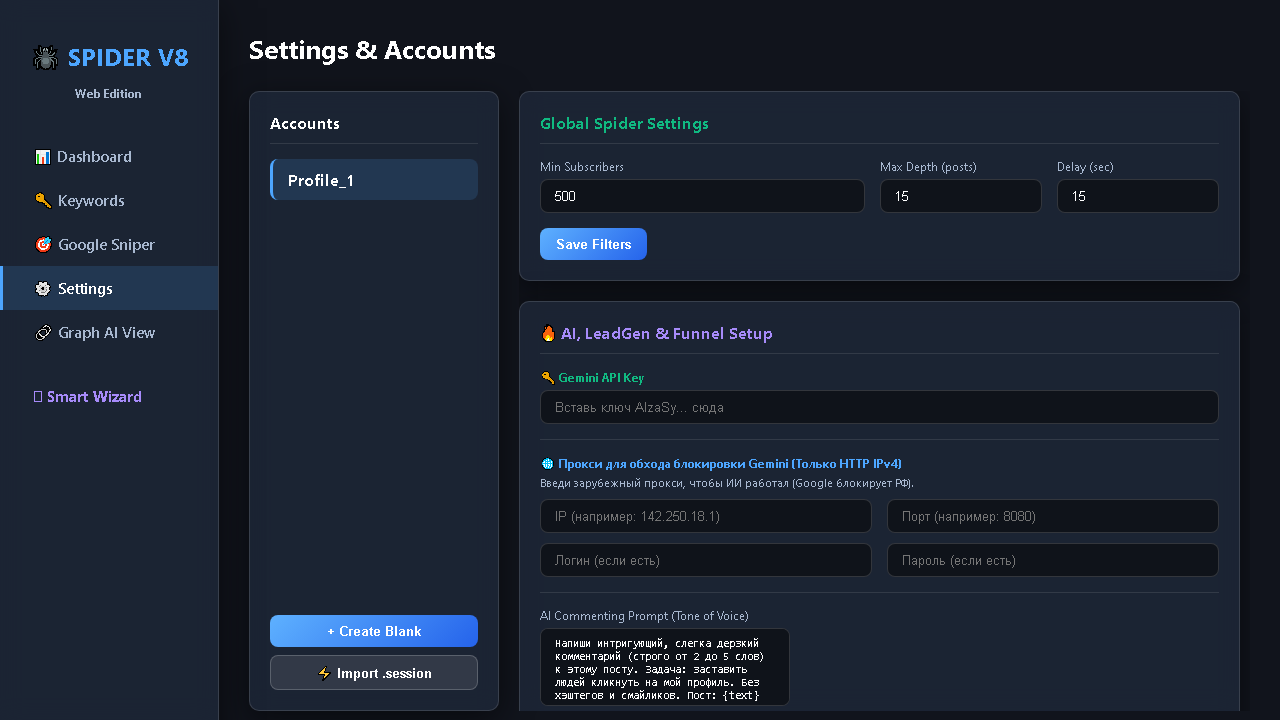 SPIDER V8
Web Edition
Dashboard
Keywords
Google Sniper
Settings
Graph AI View
Smart Wizard
Settings & Accounts
Accounts
Profile_1
+ Create Blank
Import .session
Global Spider Settings
Min Subscribers
Max Depth (posts)
Delay (sec)
500
15
15
Save Filters
AI, LeadGen & Funnel Setup
Gemini API Key
Вставь ключ AIzaSy... сюда
Прокси для обхода блокировки Gemini (Только HTTP IPv4)
Введи зарубежный прокси, чтобы ИИ работал (Google блокирует РФ).
IP (например: 142.250.18.1)
Порт (например: 8080)
Логин (если есть)
Пароль (если есть)
AI Commenting Prompt (Tone of Voice)
Напиши интригующий, слегка дерзкий
комментарий (строго от 2 до 5 слов)
к этому посту. Задача: заставить
людей кликнуть на мой профиль. Без
хэштегов и смайликов. Пост: {text}